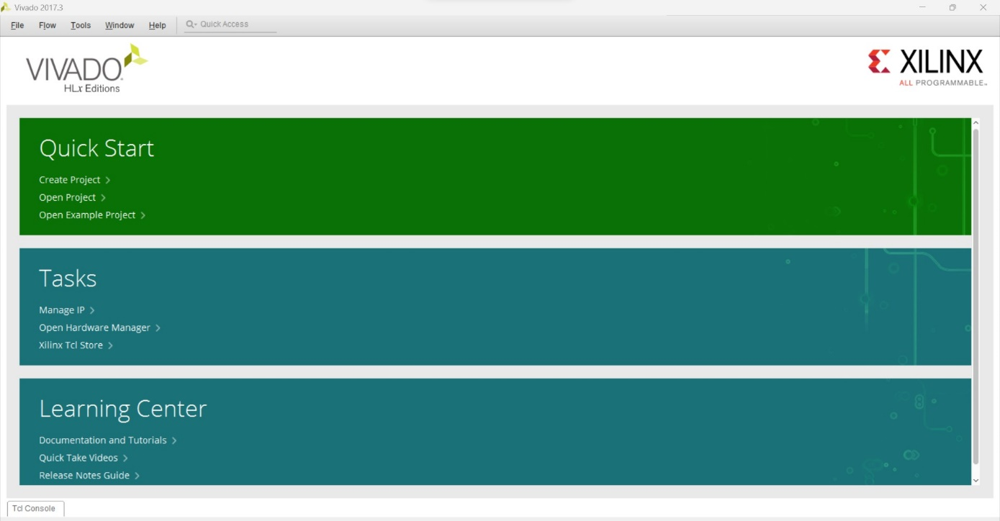 Vivado 2017.3
File Flow Tools Window Help Quick Access
VIVADO.
HLx Editions
XILINX
ALL PROGRAMMABLE™
Quick Start
Create Project
Open Project
Open Example Project
Tasks
Manage IP
Open Hardware Manager
Xilinx Tcl Store
Learning Center
Documentation and Tutorials
Quick Take Videos
Release Notes Guide
Tcl Console